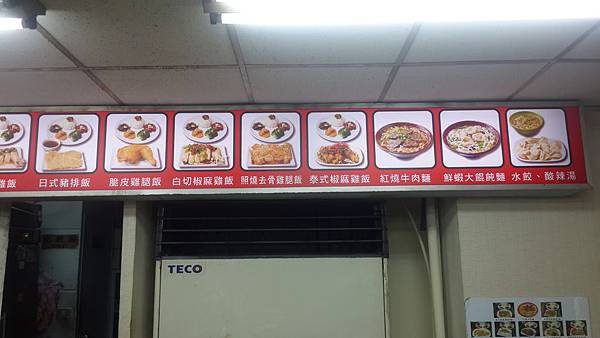 雞飯
日式豬排飯
脆皮雞腿飯
白切椒麻雞飯
照燒去骨雞腿飯
泰式椒麻雞飯
紅燒牛肉麵
鮮蝦大餛飩麵
水餃、酸辣湯
TECO